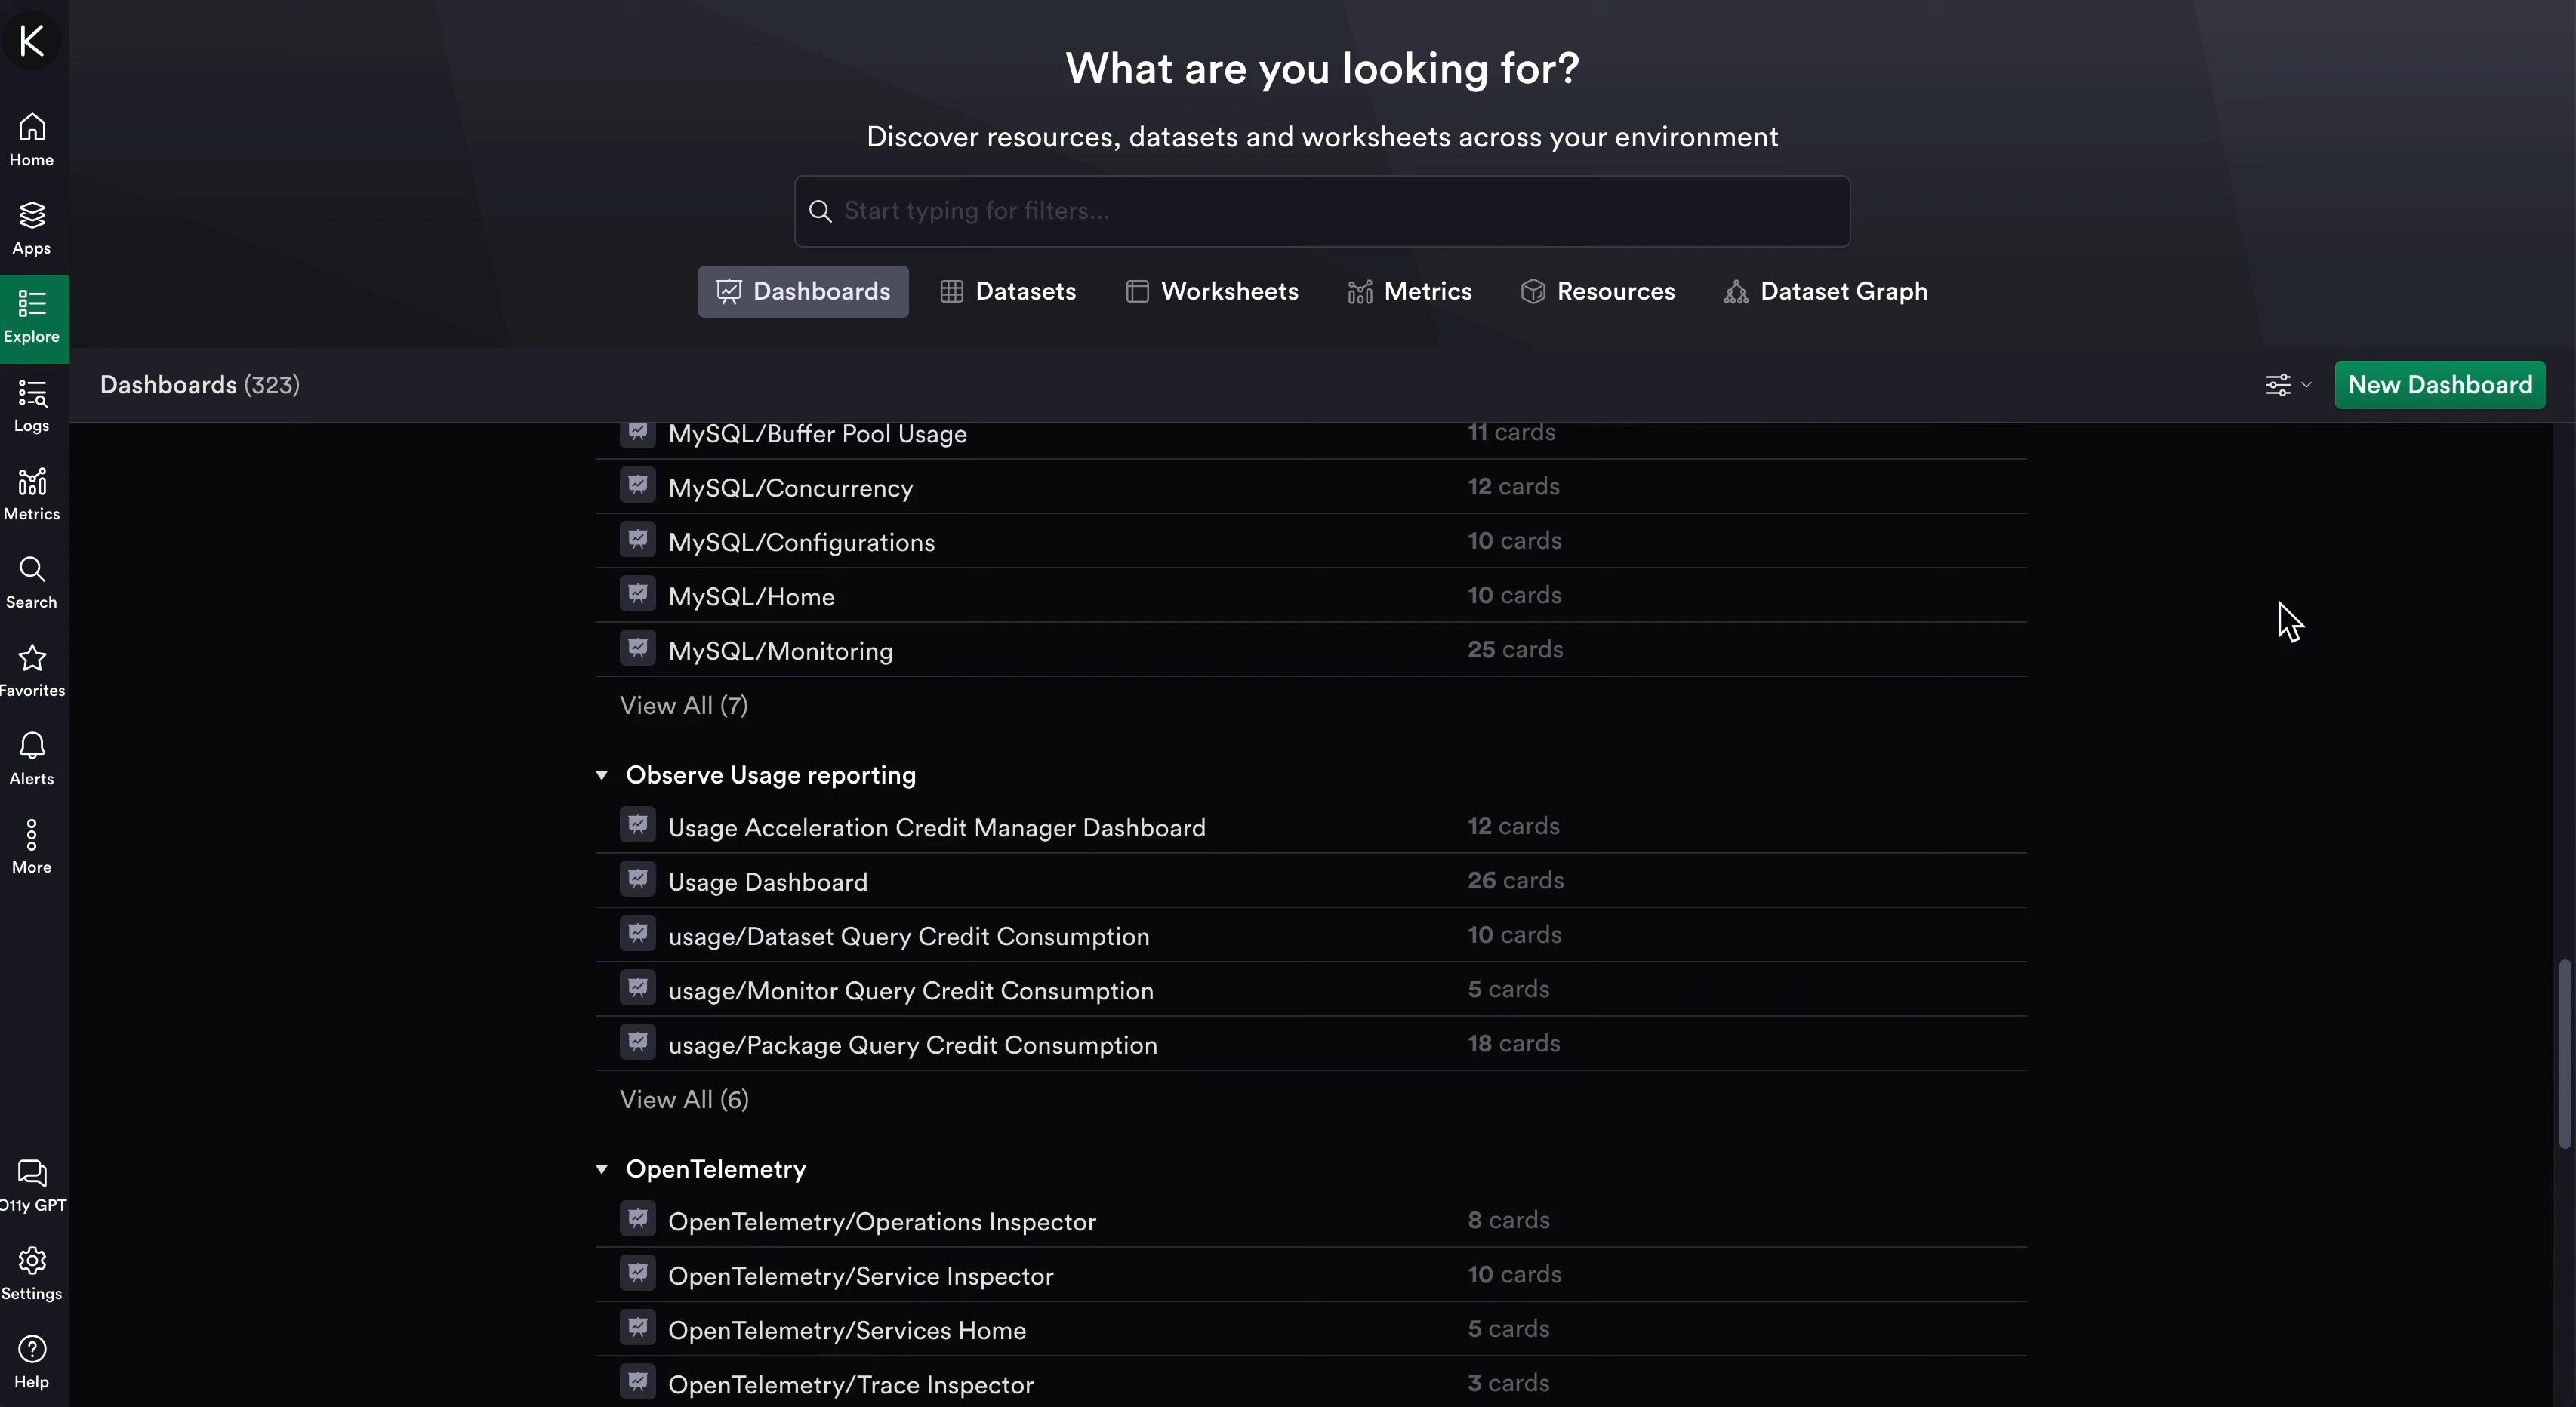 K
What are you looking for?
Discover resources, datasets and worksheets across your environment
Start typing for filters...
Dashboards Datasets Worksheets Metrics Resources Dataset Graph
Home
Apps
Explore
Logs
Metrics
Search
Favorites
Alerts
More
O11y GPT
Settings
Help
Dashboards (323) New Dashboard
MySQL/Buffer Pool Usage 11 cards
MySQL/Concurrency 12 cards
MySQL/Configurations 10 cards
MySQL/Home 10 cards
MySQL/Monitoring 25 cards
View All (7)
Observe Usage reporting
Usage Acceleration Credit Manager Dashboard 12 cards
Usage Dashboard 26 cards
usage/Dataset Query Credit Consumption 10 cards
usage/Monitor Query Credit Consumption 5 cards
usage/Package Query Credit Consumption 18 cards
View All (6)
OpenTelemetry
OpenTelemetry/Operations Inspector 8 cards
OpenTelemetry/Service Inspector 10 cards
OpenTelemetry/Services Home 5 cards
OpenTelemetry/Trace Inspector 3 cards